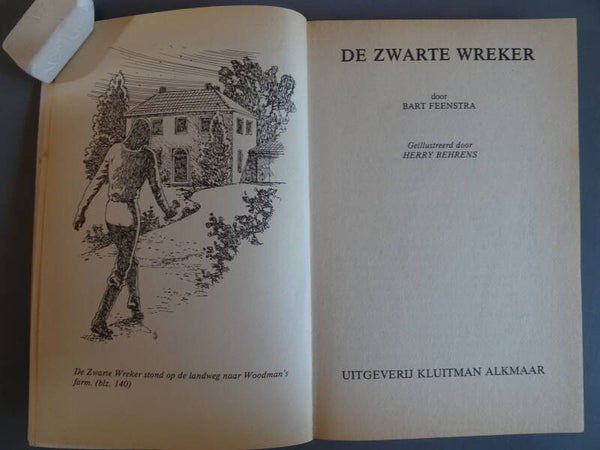 De Zwarte Wreker stond op de landweg naar Woodman's
farm. (blz. 140)
DE ZWARTE WREKER
door
BART FEENSTRA
Geïllustreerd door
HERRY BEHRENS
UITGEVERIJ KLUITMAN ALKMAAR